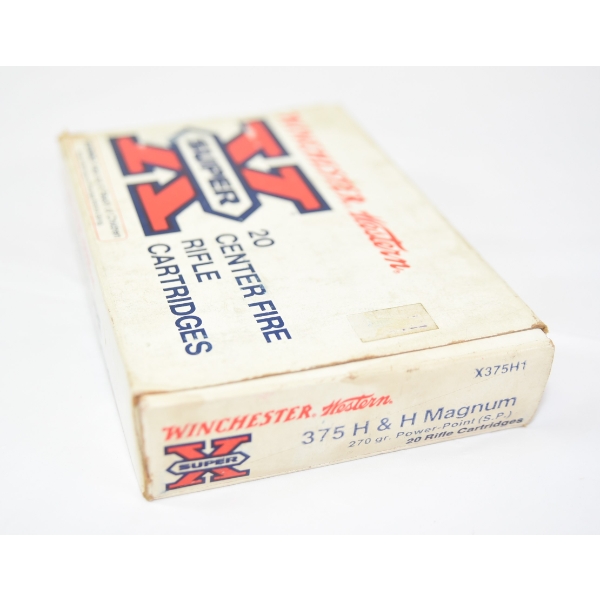 WINCHESTER Western
X
SUPER
20
CENTER FIRE
RIFLE
CARTRIDGES
X375H1
WINCHESTER Western
375 H & H Magnum
270 gr. Power-Point (S.P.)
20 Rifle Cartridges
X
SUPER